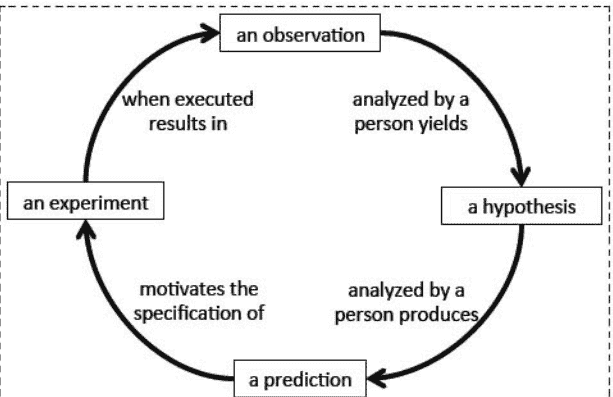 an observation
when executed
results in
analyzed by a
person yields
an experiment
a hypothesis
motivates the
specification of
analyzed by a
person produces
a prediction